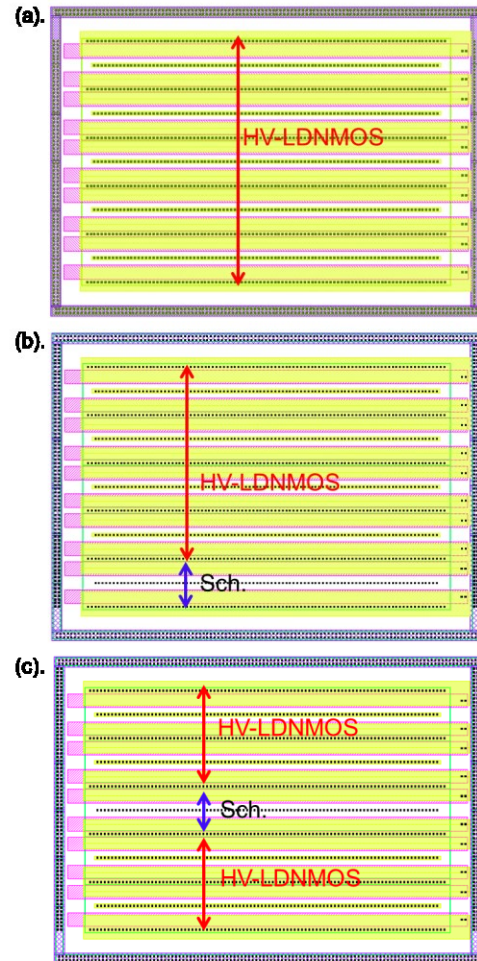 (a).
HV-LDNMOS
(b).
HV-LDNMOS
Sch.
(c).
HV-LDNMOS
Sch.
HV-LDNMOS